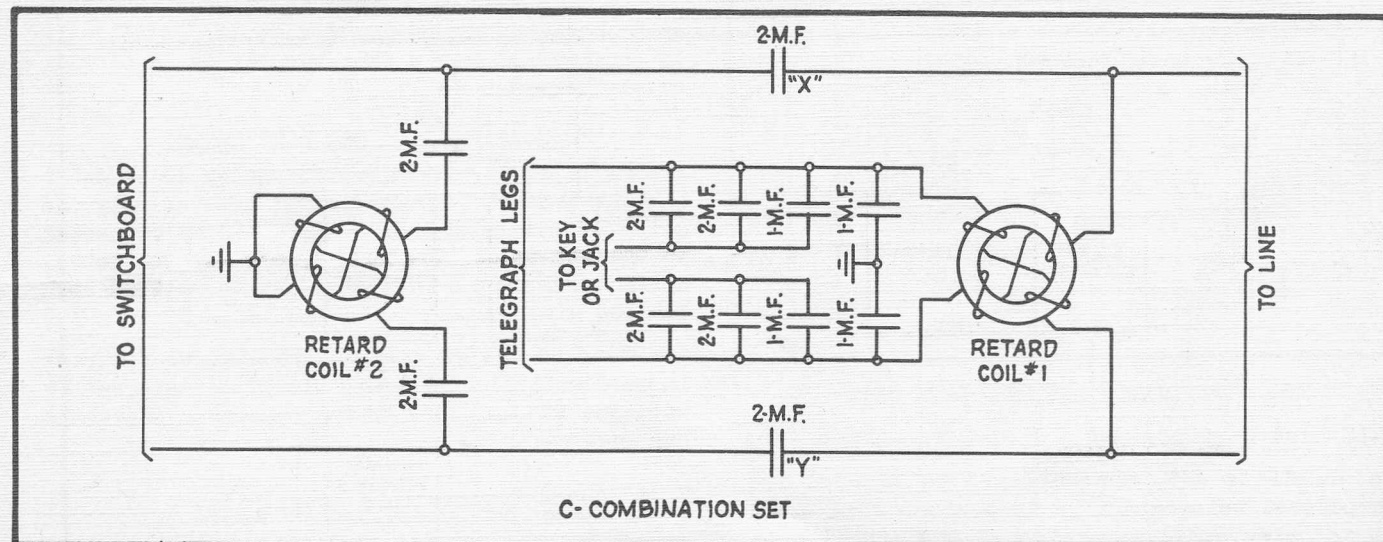 2-M.F.
"X"
2-M.F.
TO SWITCHBOARD
RETARD
COIL #2
2-M.F.
TELEGRAPH LEGS
2-M.F.
2-M.F.
1-M.F.
1-M.F.
TO KEY
OR JACK
2-M.F.
2-M.F.
1-M.F.
1-M.F.
RETARD
COIL #1
TO LINE
2-M.F.
"Y"
C- COMBINATION SET